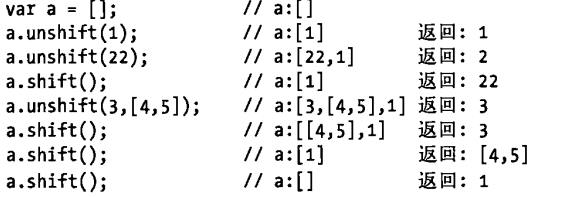 var a = []; // a:[]
a.unshift(1); // a:[1] 返回: 1
a.unshift(22); // a:[22,1] 返回: 2
a.shift(); // a:[1] 返回: 22
a.unshift(3,[4,5]); // a:[3,[4,5],1] 返回: 3
a.shift(); // a:[[4,5],1] 返回: 3
a.shift(); // a:[1] 返回: [4,5]
a.shift(); // a:[] 返回: 1